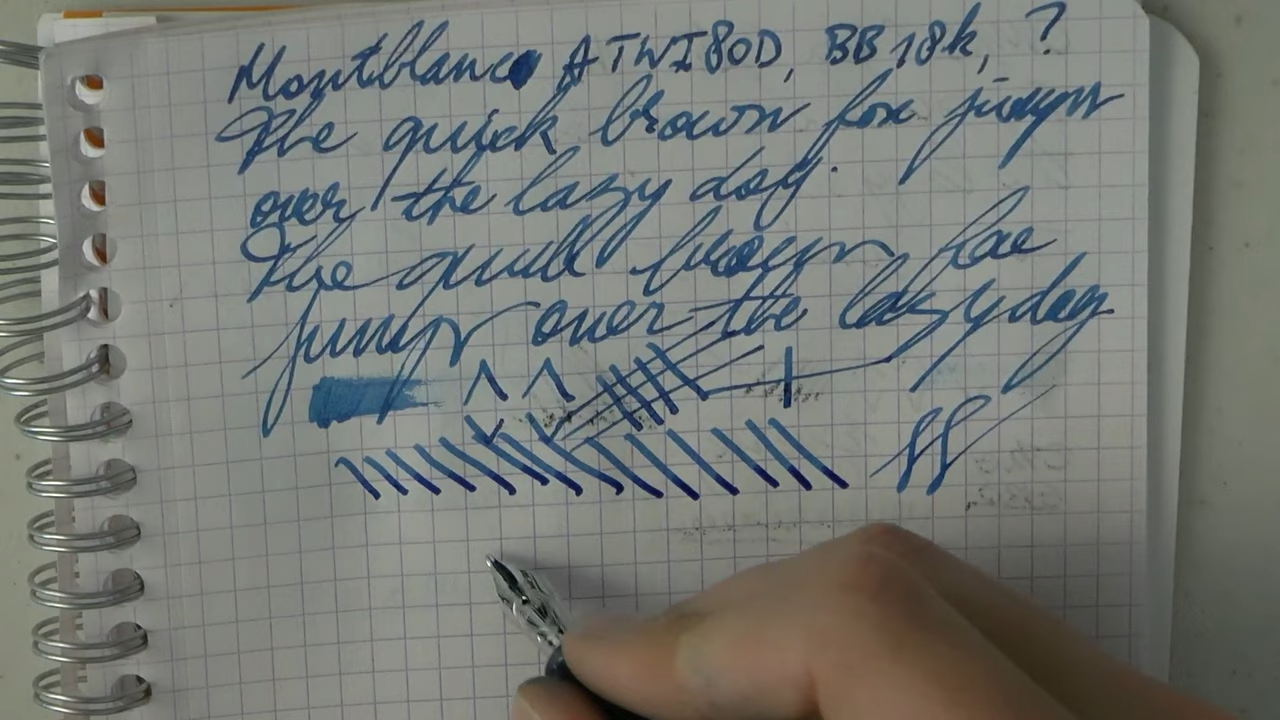 Montblanc ATWI80D, BB 18k, ?
The quick brown fox jumps
over the lazy dog.
The quick brown fox
jumps over the lazy dog